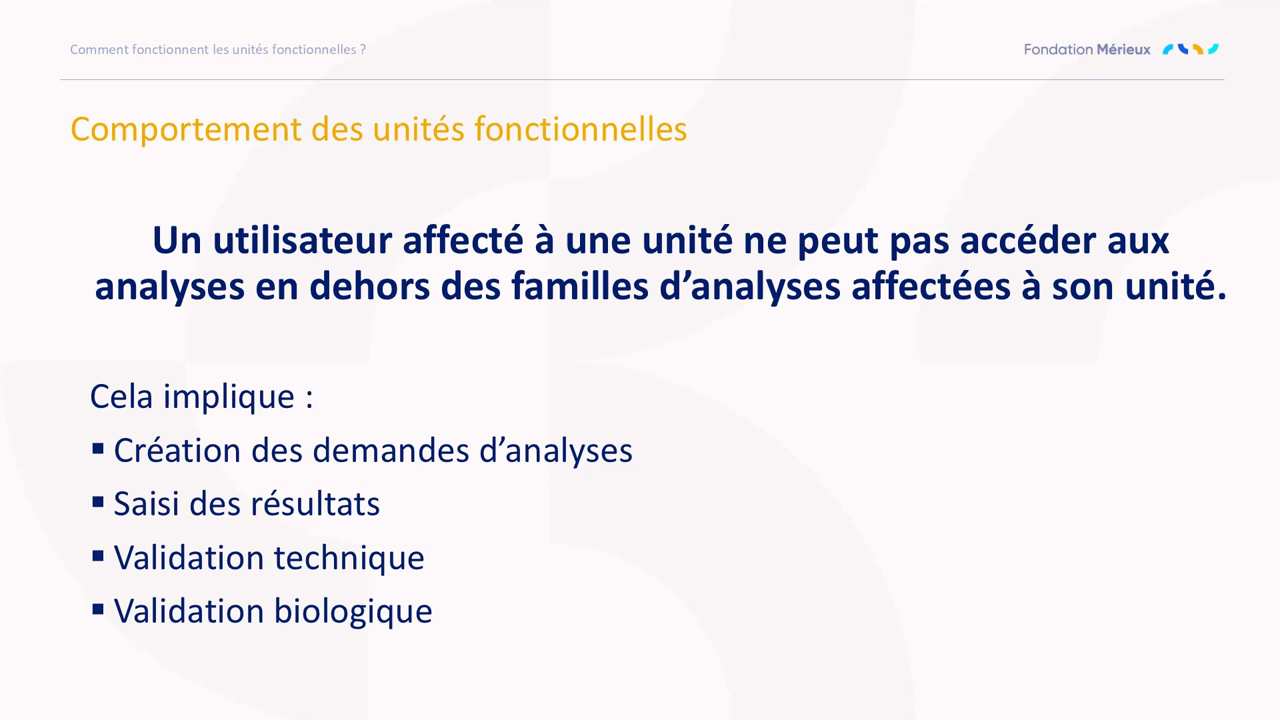 Comment fonctionnent les unités fonctionnelles ?
Fondation Mérieux
Comportement des unités fonctionnelles
Un utilisateur affecté à une unité ne peut pas accéder aux
analyses en dehors des familles d’analyses affectées à son unité.
Cela implique :
▪ Création des demandes d’analyses
▪ Saisi des résultats
▪ Validation technique
▪ Validation biologique